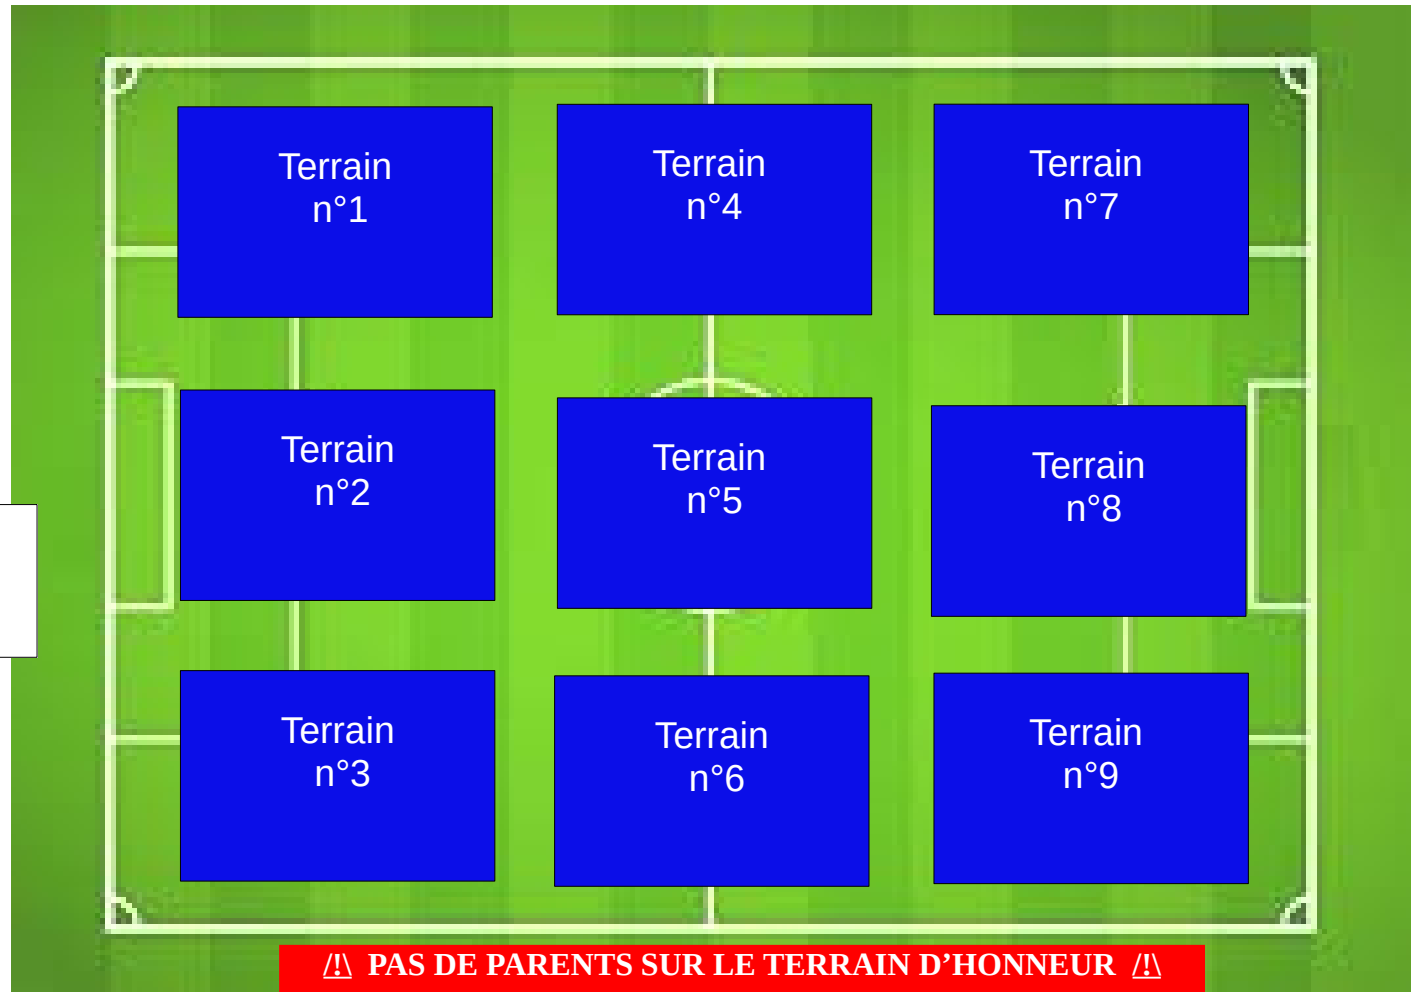 Terrain
n°1
Terrain
n°4
Terrain
n°7
Terrain
n°2
Terrain
n°5
Terrain
n°8
Terrain
n°3
Terrain
n°6
Terrain
n°9
/!\ PAS DE PARENTS SUR LE TERRAIN D’HONNEUR /!\